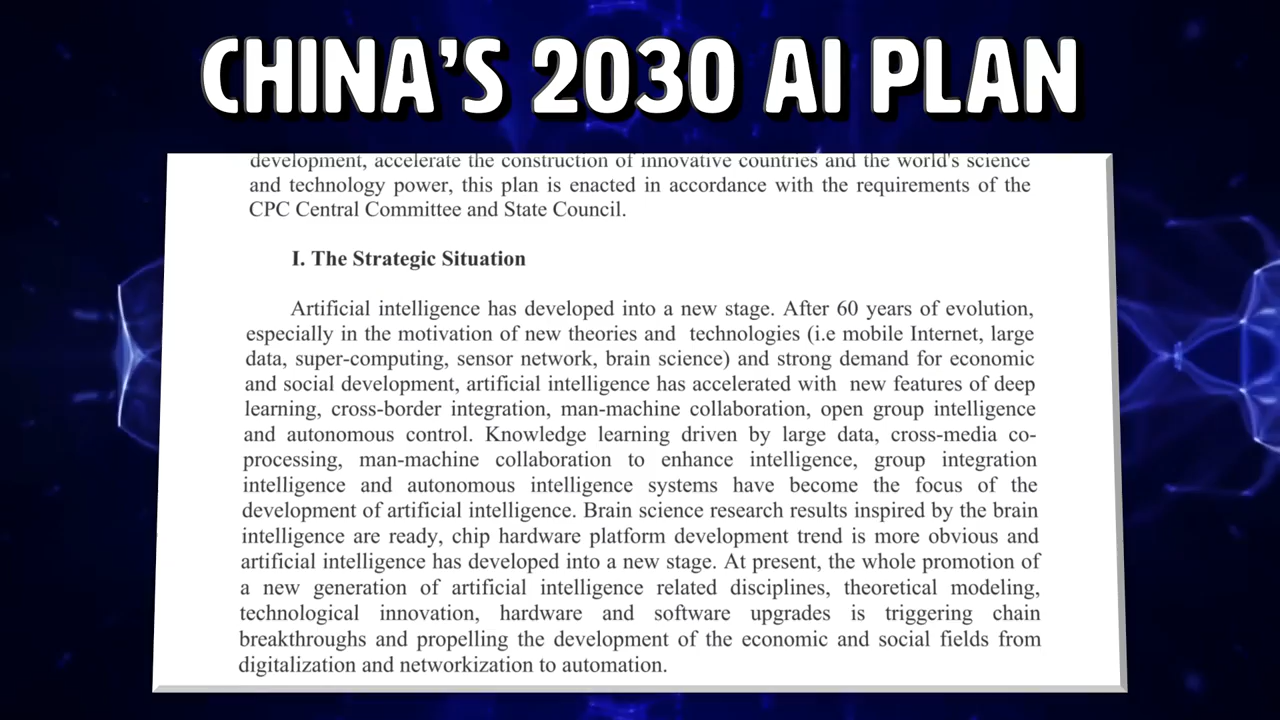 CHINA'S 2030 AI PLAN
development, accelerate the construction of innovative countries and the world's science
and technology power, this plan is enacted in accordance with the requirements of the
CPC Central Committee and State Council.
I. The Strategic Situation
Artificial intelligence has developed into a new stage. After 60 years of evolution,
especially in the motivation of new theories and technologies (i.e mobile Internet, large
data, super-computing, sensor network, brain science) and strong demand for economic
and social development, artificial intelligence has accelerated with new features of deep
learning, cross-border integration, man-machine collaboration, open group intelligence
and autonomous control. Knowledge learning driven by large data, cross-media co-
processing, man-machine collaboration to enhance intelligence, group integration
intelligence and autonomous intelligence systems have become the focus of the
development of artificial intelligence. Brain science research results inspired by the brain
intelligence are ready, chip hardware platform development trend is more obvious and
artificial intelligence has developed into a new stage. At present, the whole promotion of
a new generation of artificial intelligence related disciplines, theoretical modeling,
technological innovation, hardware and software upgrades is triggering chain
breakthroughs and propelling the development of the economic and social fields from
digitalization and networkization to automation.